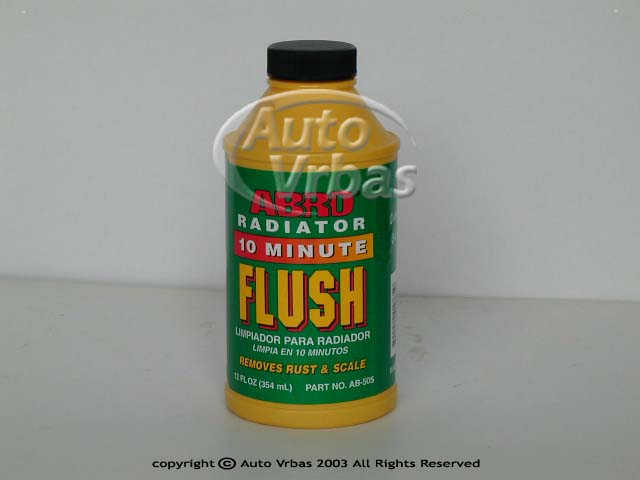 Auto
Vrbas
ABRO
RADIATOR
10 MINUTE
FLUSH
LIMPIADOR PARA RADIADOR
LIMPIA EN 10 MINUTOS
REMOVES RUST & SCALE
12 FL OZ (354 mL) PART NO. AB-505
copyright © Auto Vrbas 2003 All Rights Reserved